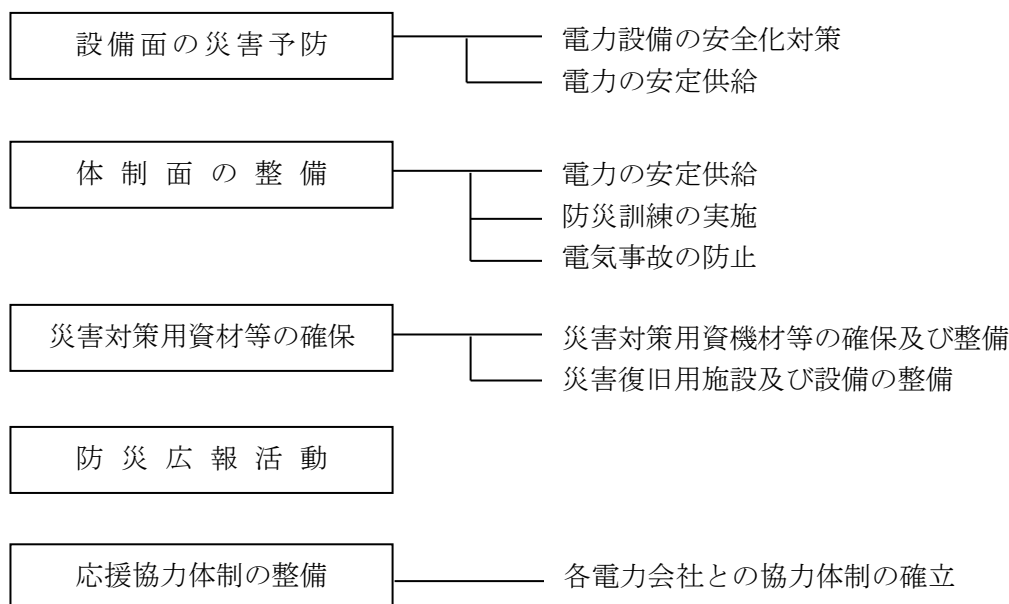 設備面の災害予防
電力設備の安全化対策
電力の安定供給
体制面の整備
電力の安定供給
防災訓練の実施
電気事故の防止
災害対策用資材等の確保
災害対策用資機材等の確保及び整備
災害復旧用施設及び設備の整備
防災広報活動
応援協力体制の整備
各電力会社との協力体制の確立